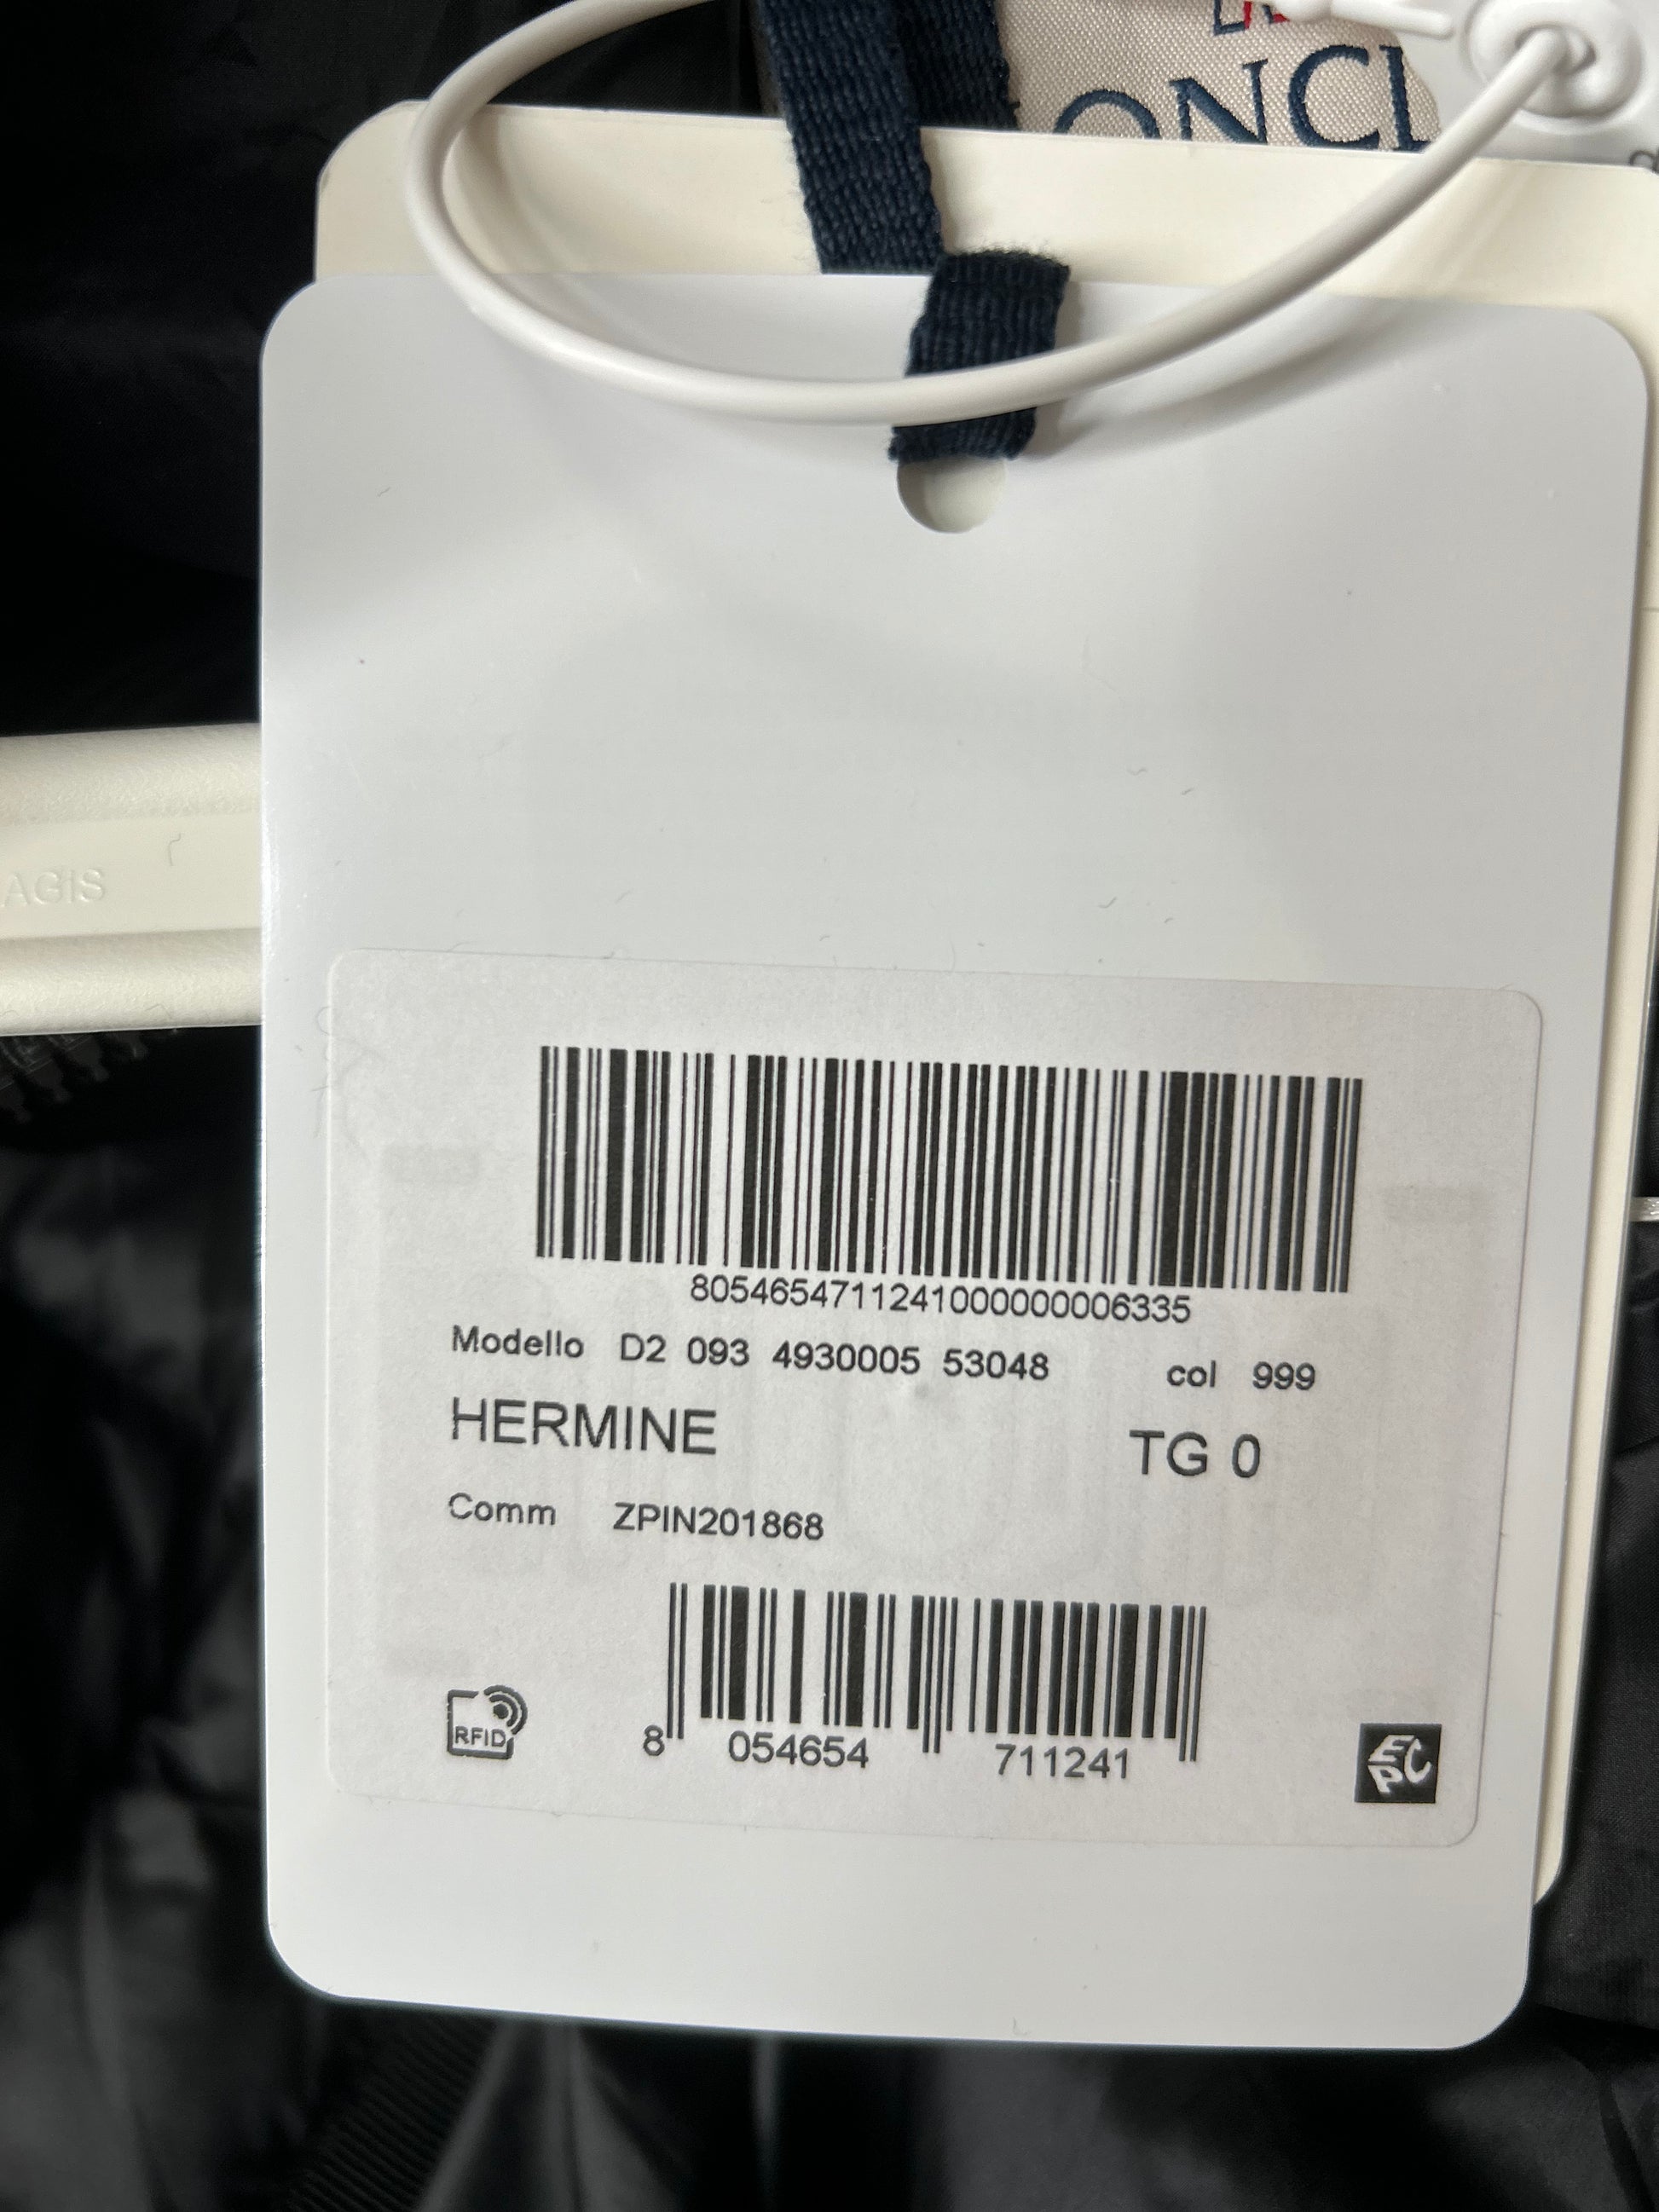 ONCL
AGIS
8054654711241000000006335
Modello D2 093 4930005 53048 col 999
HERMINE TG 0
Comm ZPIN201868
RFID
8 054654 711241
EPC